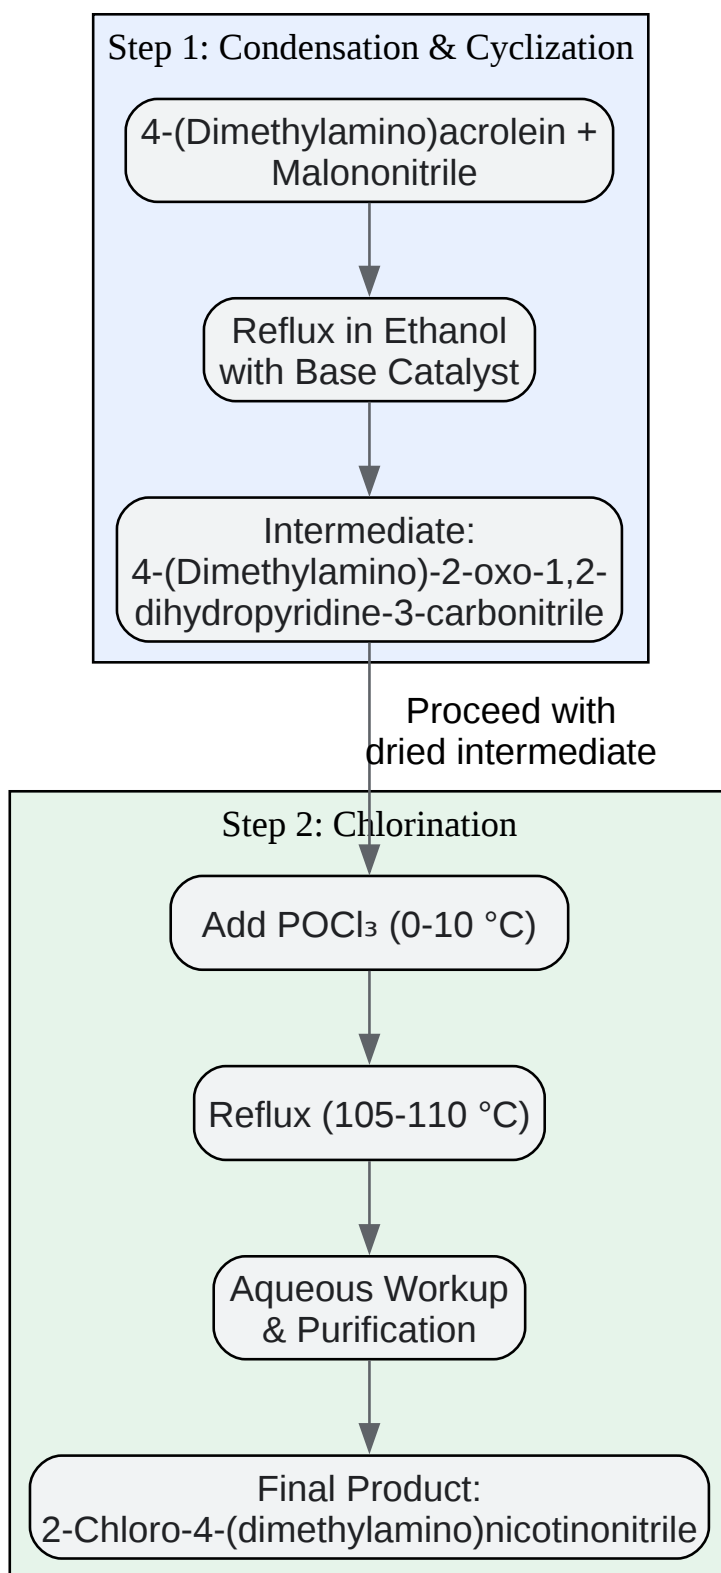 Step 1: Condensation & Cyclization
4-(Dimethylamino)acrolein +
Malononitrile
Reflux in Ethanol
with Base Catalyst
Intermediate:
4-(Dimethylamino)-2-oxo-1,2-
dihydropyridine-3-carbonitrile
Proceed with
dried intermediate
Step 2: Chlorination
Add POCl₃ (0-10 °C)
Reflux (105-110 °C)
Aqueous Workup
& Purification
Final Product:
2-Chloro-4-(dimethylamino)nicotinonitrile